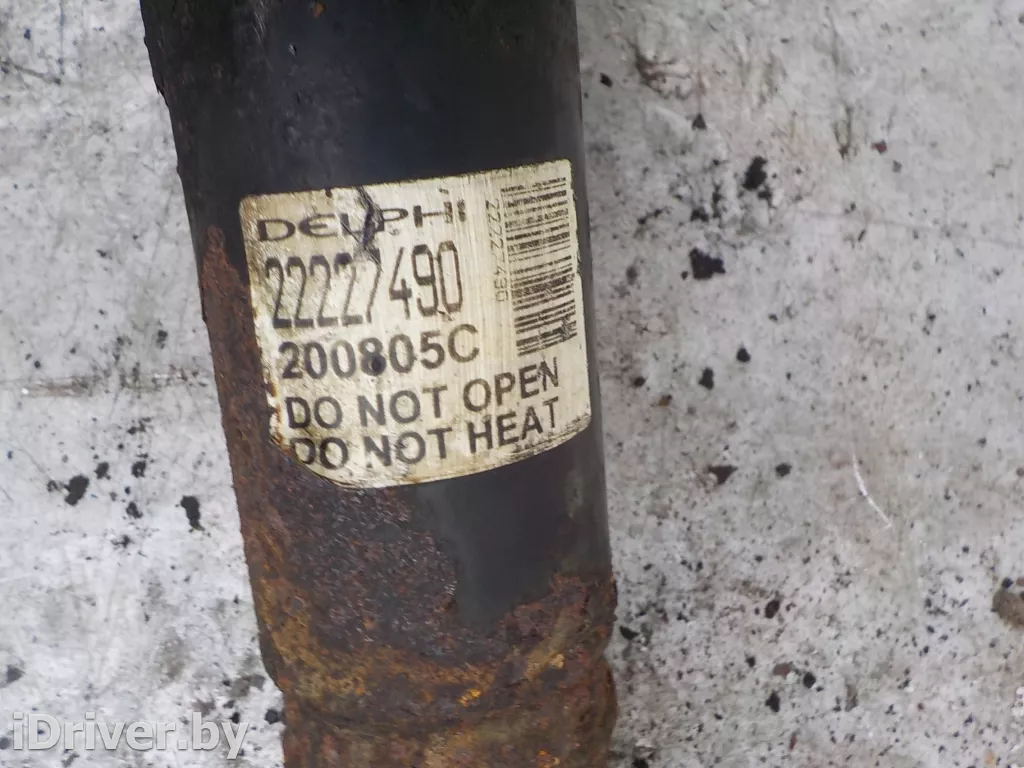 DELPHI
22227490
22227490
200805C
DO NOT OPEN
DO NOT HEAT
iDriver.by